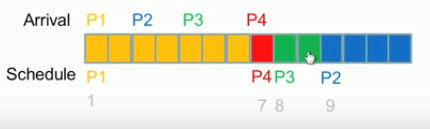 Arrival P1 P2 P3 P4
Schedule P1 P4 P3 P2
1 7 8 9